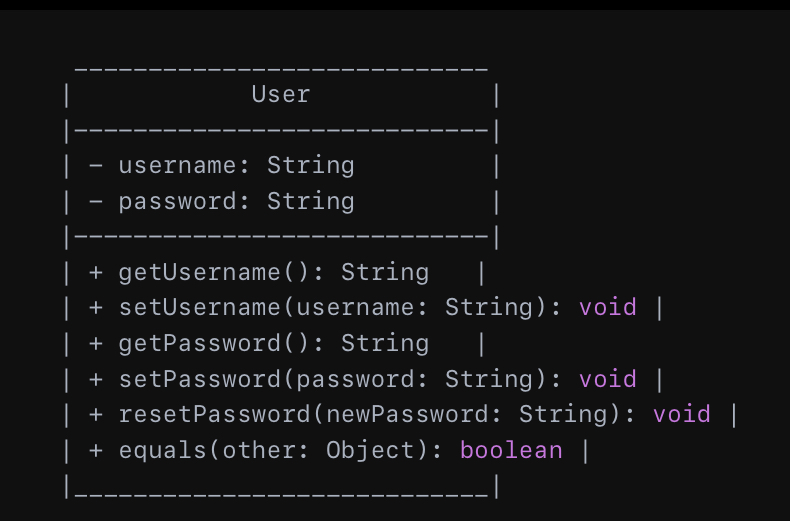 ___________________________
|            User            |
|----------------------------|
| - username: String         |
| - password: String         |
|----------------------------|
| + getUsername(): String   |
| + setUsername(username: String): void |
| + getPassword(): String   |
| + setPassword(password: String): void |
| + resetPassword(newPassword: String): void |
| + equals(other: Object): boolean |
|____________________________|